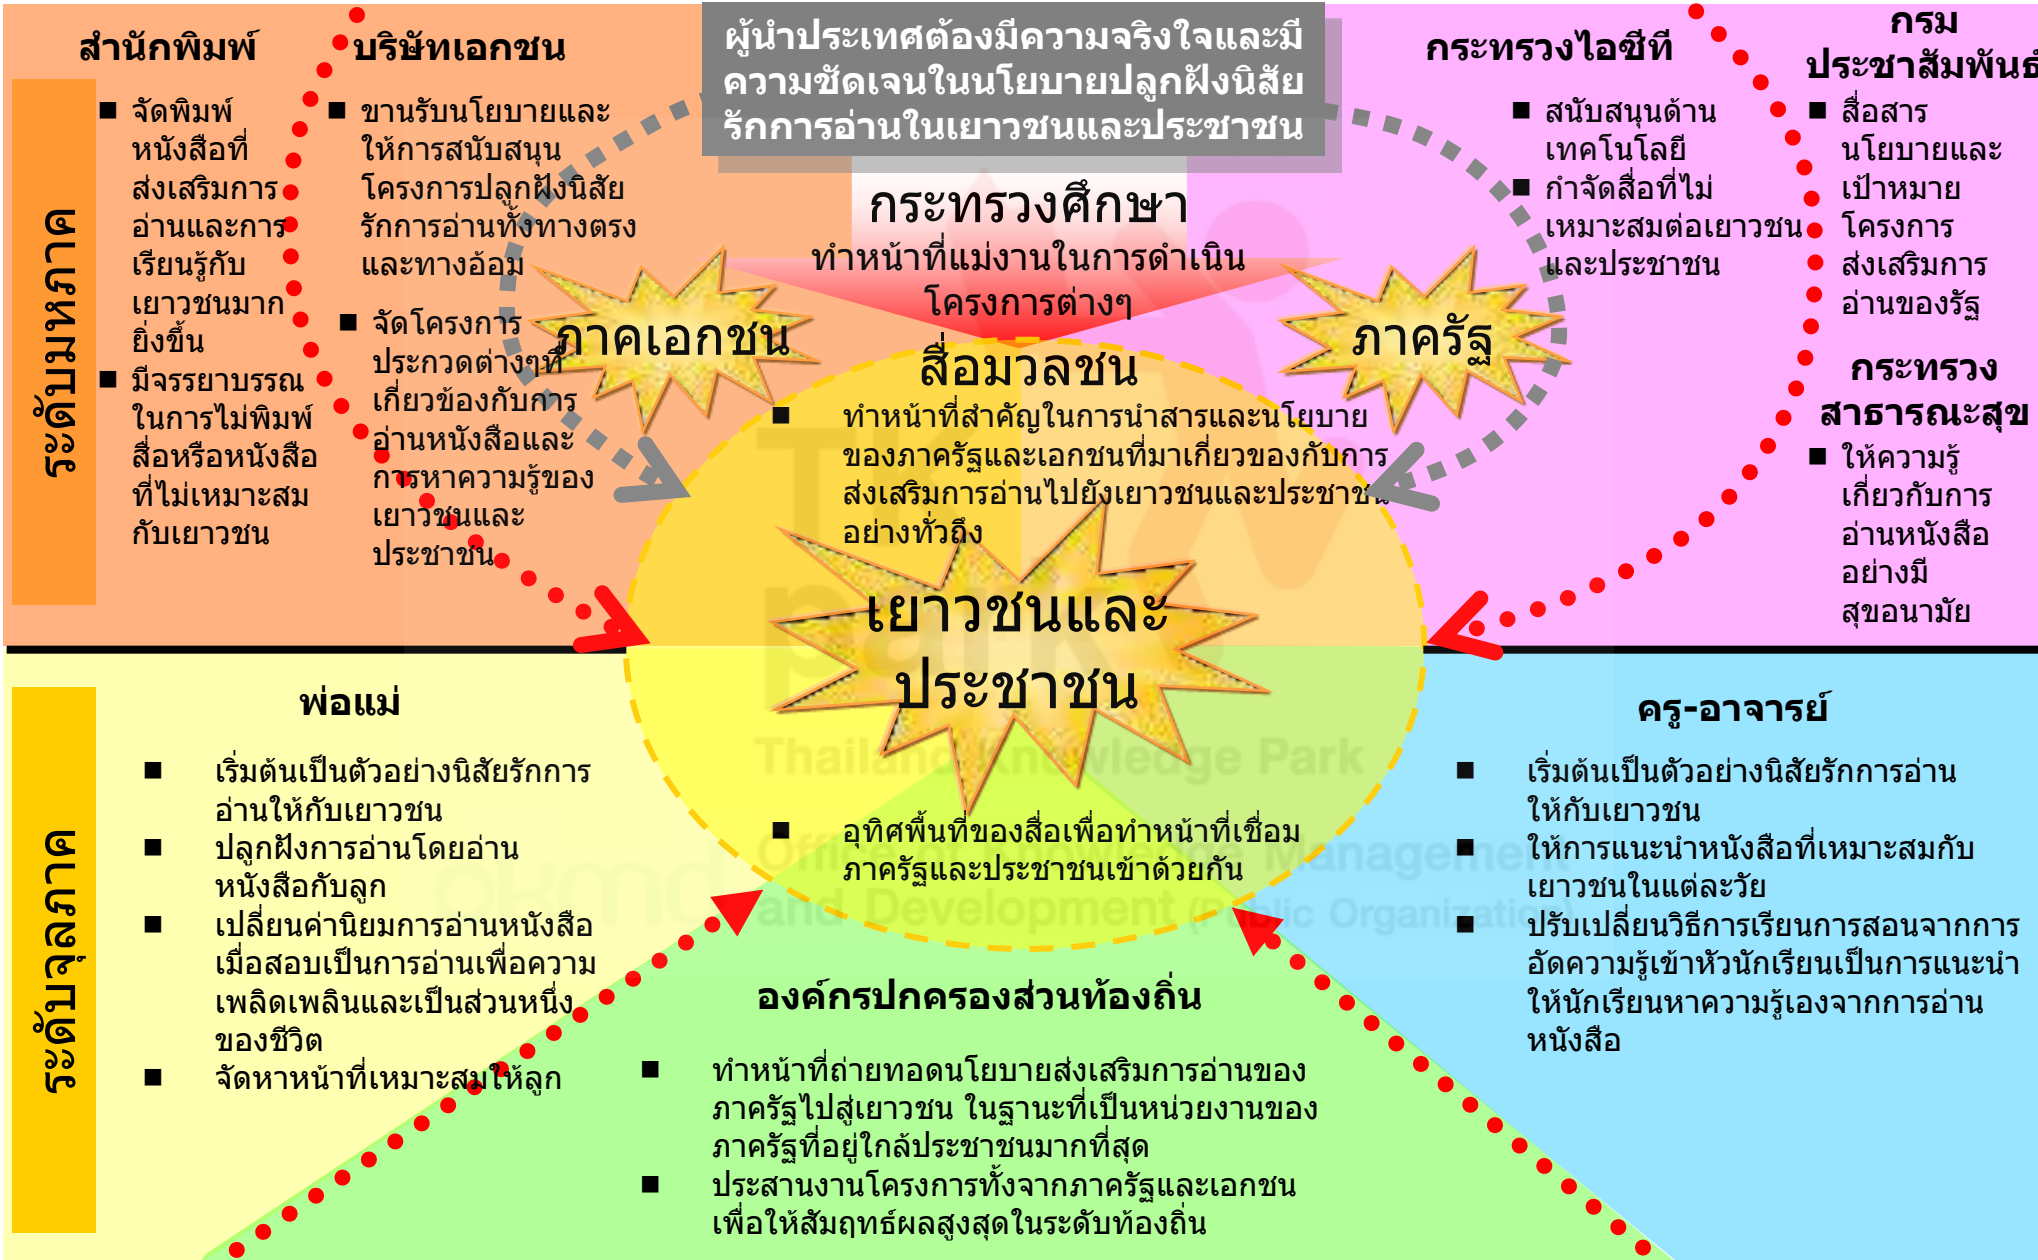 ผู้นำประเทศต้องมีความจริงใจและมี
ความชัดเจนในนโยบายปลูกฝังนิสัย
รักการอ่านในเยาวชนและประชาชน
ระดับมหภาค
สำนักพิมพ์
จัดพิมพ์
หนังสือที่
ส่งเสริมการ
อ่านและการ
เรียนรู้กับ
เยาวชนมาก
ยิ่งขึ้น
มีจรรยาบรรณ
ในการไม่พิมพ์
สื่อหรือหนังสือ
ที่ไม่เหมาะสม
กับเยาวชน
บริษัทเอกชน
ขานรับนโยบายและ
ให้การสนับสนุน
โครงการปลูกฝังนิสัย
รักการอ่านทั้งทางตรง
และทางอ้อม
จัดโครงการ
ประกวดต่างๆที่
เกี่ยวข้องกับการ
อ่านหนังสือและ
การหาความรู้ของ
เยาวชนและ
ประชาชน
ภาคเอกชน
กระทรวงศึกษา
ทำหน้าที่แม่งานในการดำเนิน
โครงการต่างๆ
สื่อมวลชน
ทำหน้าที่สำคัญในการนำสารและนโยบาย
ของภาครัฐและเอกชนที่มาเกี่ยวของกับการ
ส่งเสริมการอ่านไปยังเยาวชนและประชาชน
อย่างทั่วถึง
ภาครัฐ
กระทรวงไอซีที
สนับสนุนด้าน
เทคโนโลยี
กำจัดสื่อที่ไม่
เหมาะสมต่อเยาวชน
และประชาชน
กรม
ประชาสัมพันธ์
สื่อสาร
นโยบายและ
เป้าหมาย
โครงการ
ส่งเสริมการ
อ่านของรัฐ
กระทรวง
สาธารณะสุข
ให้ความรู้
เกี่ยวกับการ
อ่านหนังสือ
อย่างมี
สุขอนามัย
เยาวชนและ
ประชาชน
อุทิศพื้นที่ของสื่อเพื่อทำหน้าที่เชื่อม
ภาครัฐและประชาชนเข้าด้วยกัน
ระดับจุลภาค
พ่อแม่
เริ่มต้นเป็นตัวอย่างนิสัยรักการ
อ่านให้กับเยาวชน
ปลูกฝังการอ่านโดยอ่าน
หนังสือกับลูก
เปลี่ยนค่านิยมการอ่านหนังสือ
เมื่อสอบเป็นการอ่านเพื่อความ
เพลิดเพลินและเป็นส่วนหนึ่ง
ของชีวิต
จัดหาหน้าที่เหมาะสมให้ลูก
องค์กรปกครองส่วนท้องถิ่น
ทำหน้าที่ถ่ายทอดนโยบายส่งเสริมการอ่านของ
ภาครัฐไปสู่เยาวชน ในฐานะที่เป็นหน่วยงานของ
ภาครัฐที่อยู่ใกล้ประชาชนมากที่สุด
ประสานงานโครงการทั้งจากภาครัฐและเอกชน
เพื่อให้สัมฤทธ์ผลสูงสุดในระดับท้องถิ่น
ครู-อาจารย์
เริ่มต้นเป็นตัวอย่างนิสัยรักการอ่าน
ให้กับเยาวชน
ให้การแนะนำหนังสือที่เหมาะสมกับ
เยาวชนในแต่ละวัย
ปรับเปลี่ยนวิธีการเรียนการสอนจากการ
อัดความรู้เข้าหัวนักเรียนเป็นการแนะนำ
ให้นักเรียนหาความรู้เองจากการอ่าน
หนังสือ
TK
park
Thailand Knowledge Park
okmd
Office of Knowledge Management
and Development (Public Organization)